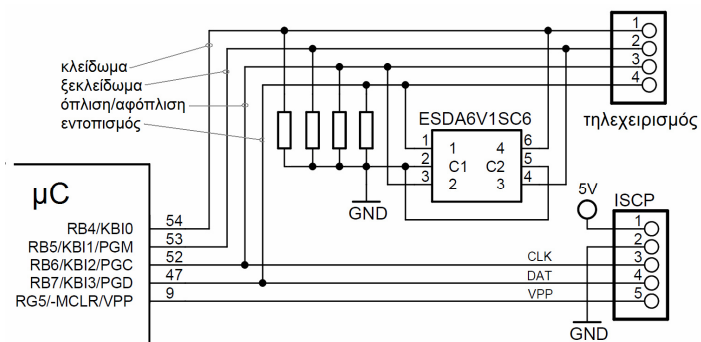 κλείδωμα
ξεκλείδωμα
όπλιση/αφόπλιση
εντοπισμός
1
2
3
4
τηλεχειρισμός
ESDA6V1SC6
1
2
3
1
C1
2
4
C2
3
6
5
4
GND
μC
RB4/KBI0
RB5/KBI1/PGM
RB6/KBI2/PGC
RB7/KBI3/PGD
RG5/-MCLR/VPP
54
53
52
47
9
CLK
DAT
VPP
5V
ISCP
1
2
3
4
5
GND